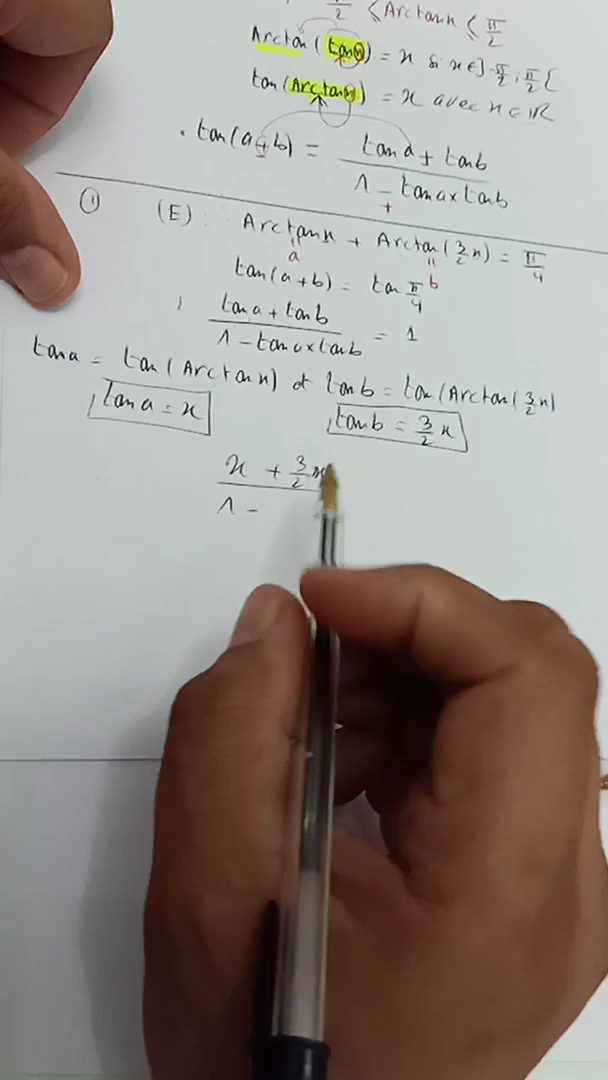 π/2 ≤ Arctan x ≤ π/2
Arctan (tan(x)) = x si x ∈ ]-π/2 ; π/2[
tan (Arctan(x)) = x avec x ∈ ℝ
. tan(a+b) = (tan a + tan b) / (1 - tan a × tan b)
+
① (E) : Arctan x + Arctan (3/2 x) = π/4
a b
tan(a+b) = tan π/4
(tan a + tan b) / (1 - tan a × tan b) = 1
tan a = tan (Arctan x) et tan b = tan (Arctan (3/2 x)
tan a = x tan b = 3/2 x
x + 3/2 x
1 -